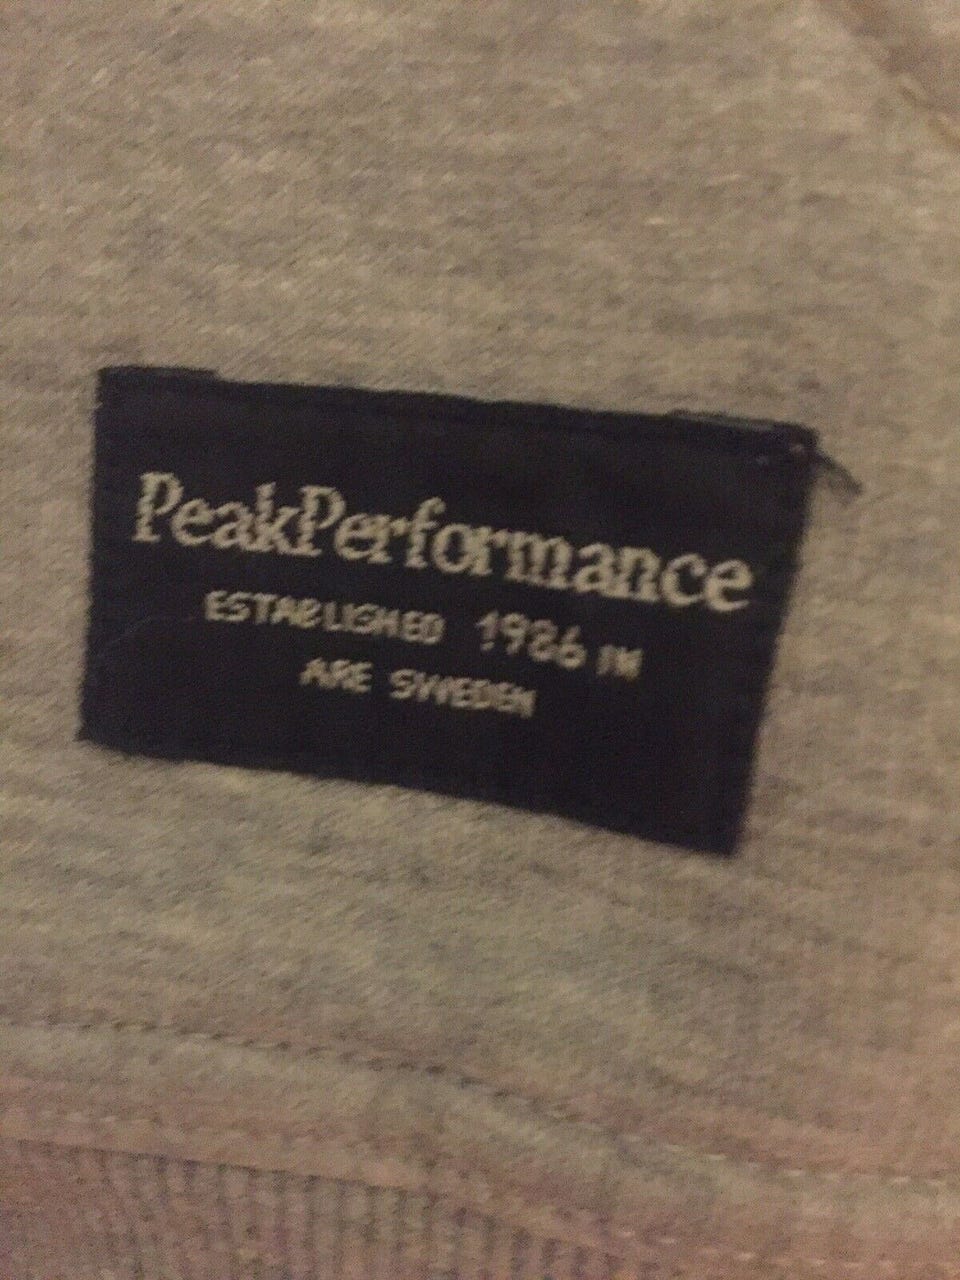 PeakPerformance
ESTABLISHED 1986 IN
ARE SWEDEN